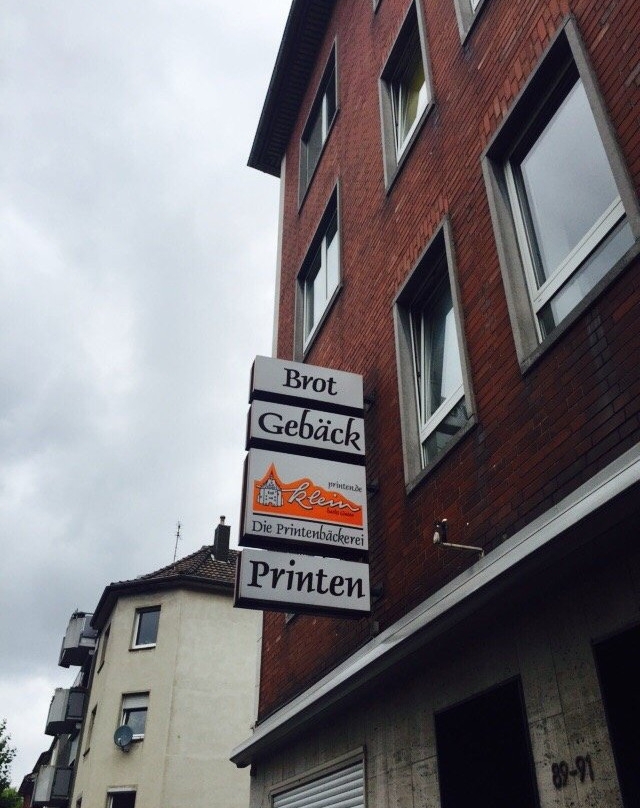 Brot
Gebäck
printen.de
klein
Die Printenbäckerei
Printen
89-91